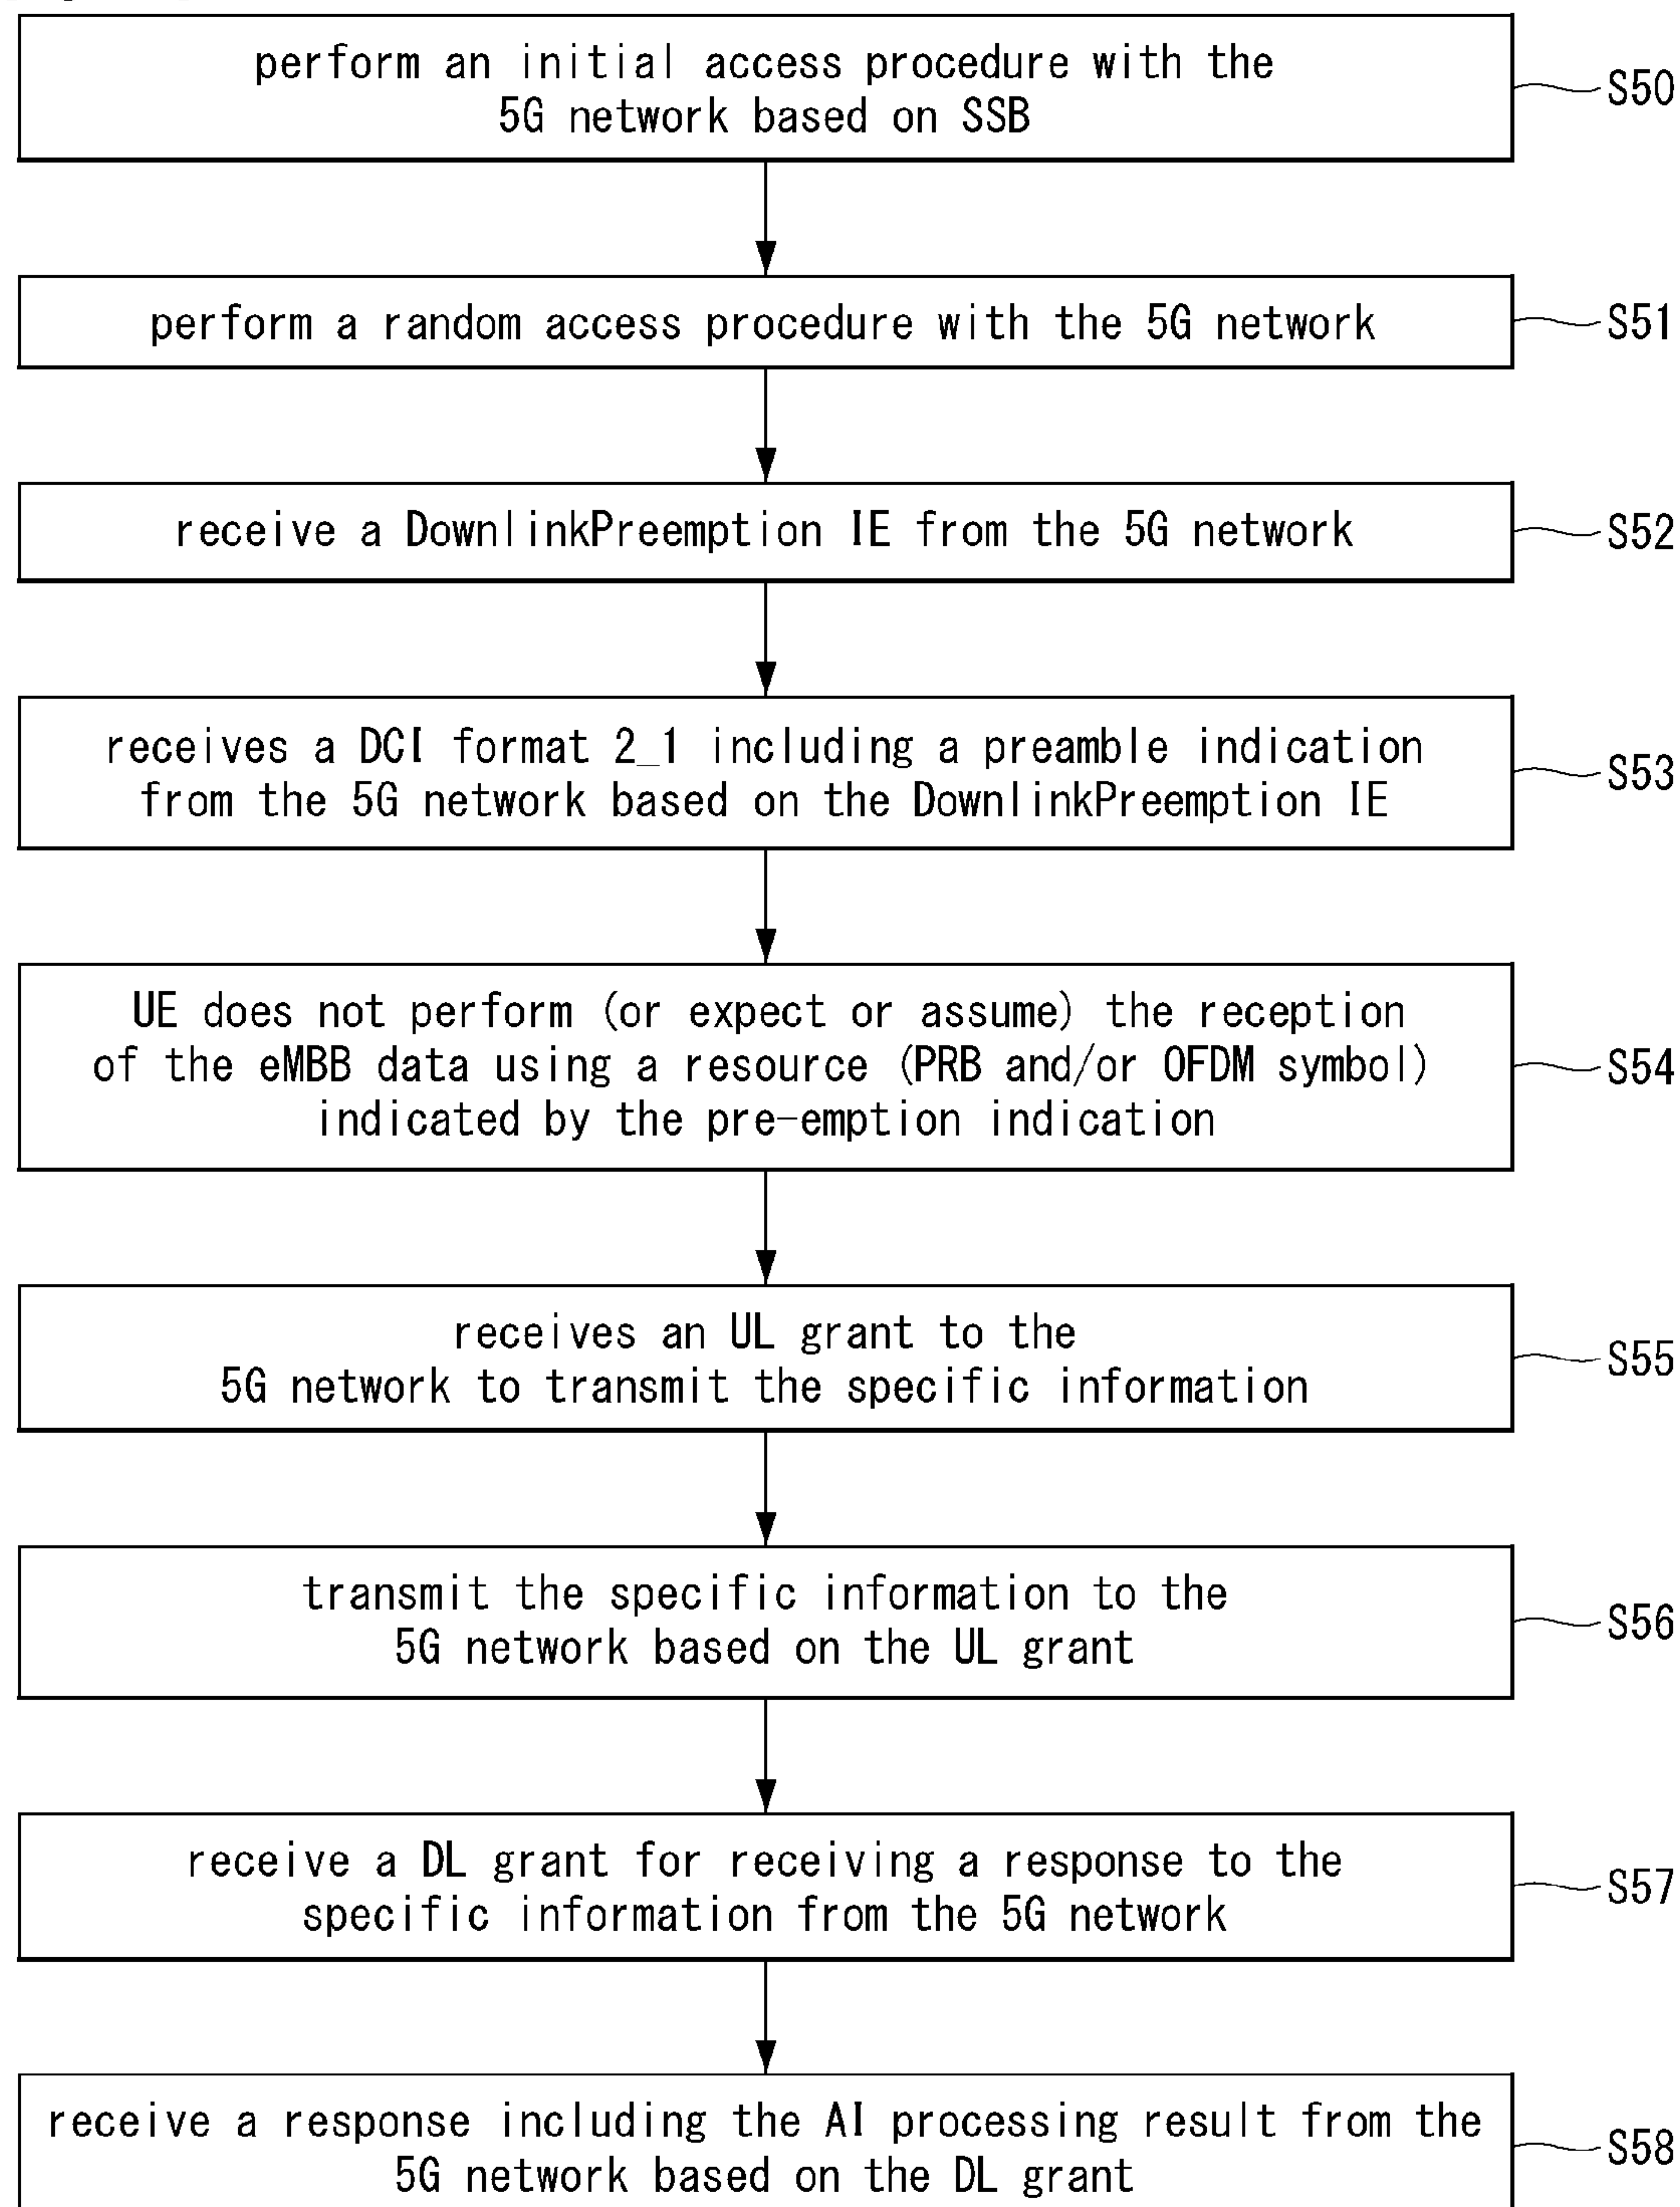 perform an initial access procedure with the
5G network based on SSB
S50
perform a random access procedure with the 5G network
S51
receive a DownlinkPreemption IE from the 5G network
S52
receives a DCI format 2_1 including a preamble indication
from the 5G network based on the DownlinkPreemption IE
S53
UE does not perform (or expect or assume) the reception
of the eMBB data using a resource (PRB and/or OFDM symbol)
indicated by the pre-emption indication
S54
receives an UL grant to the
5G network to transmit the specific information
S55
transmit the specific information to the
5G network based on the UL grant
S56
receive a DL grant for receiving a response to the
specific information from the 5G network
S57
receive a response including the AI processing result from the
5G network based on the DL grant
S58